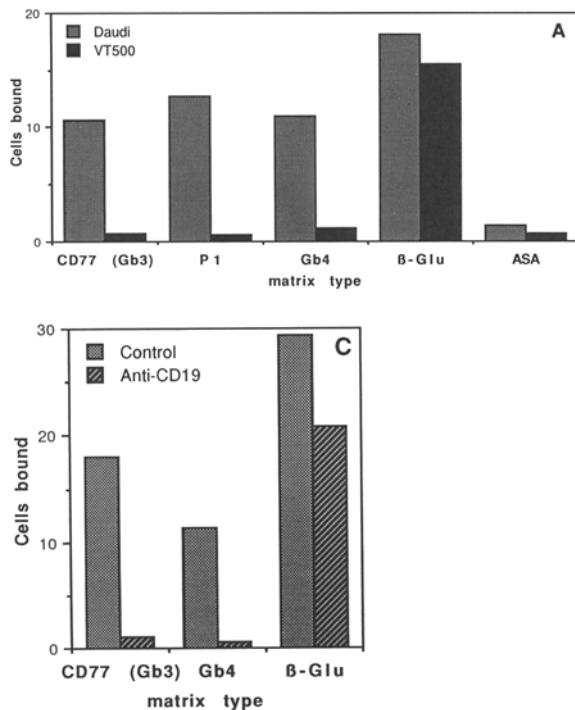 A
Daudi
VT500
20
10
0
Cells bound
CD77 (Gb3) P1 Gb4 ß-Glu ASA
matrix type
C
Control
Anti-CD19
30
20
10
0
Cells bound
CD77 (Gb3) Gb4 ß-Glu
matrix type